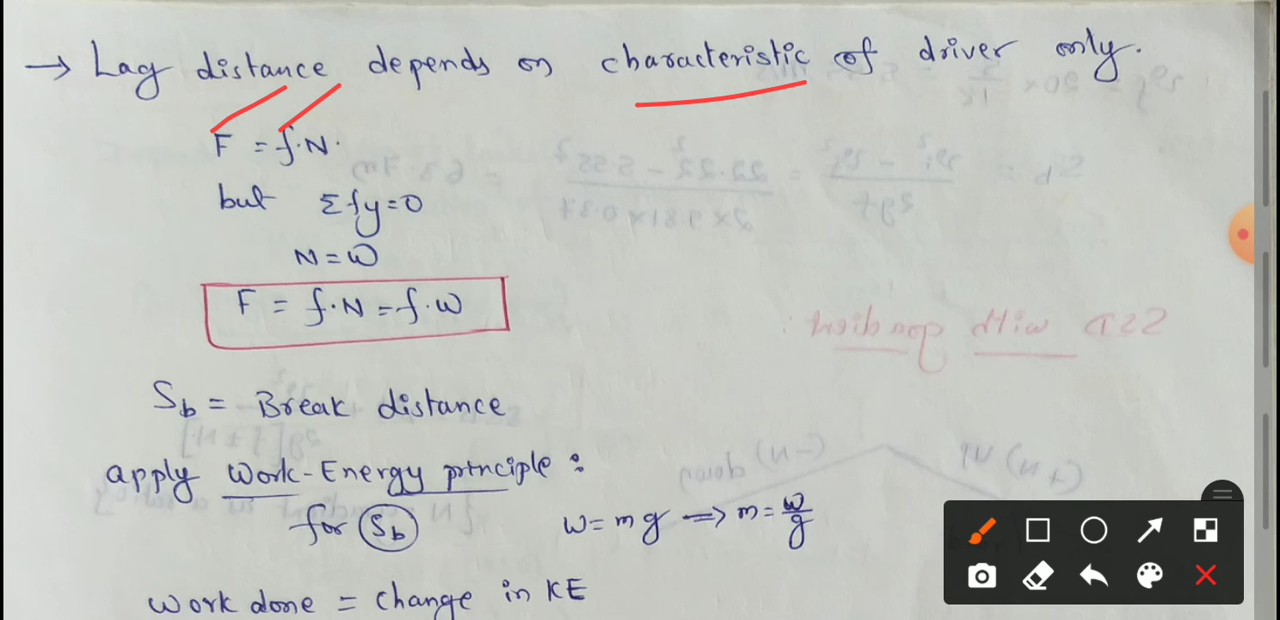 → Lag distance depends on characteristic of driver only.
F = f.N.
but Σfy=0
N=W
F = f.N = f.W
Sb = Break distance
apply Work-Energy principle :
for Sb W= mg ⟹ m= W/g
Work done = change in KE